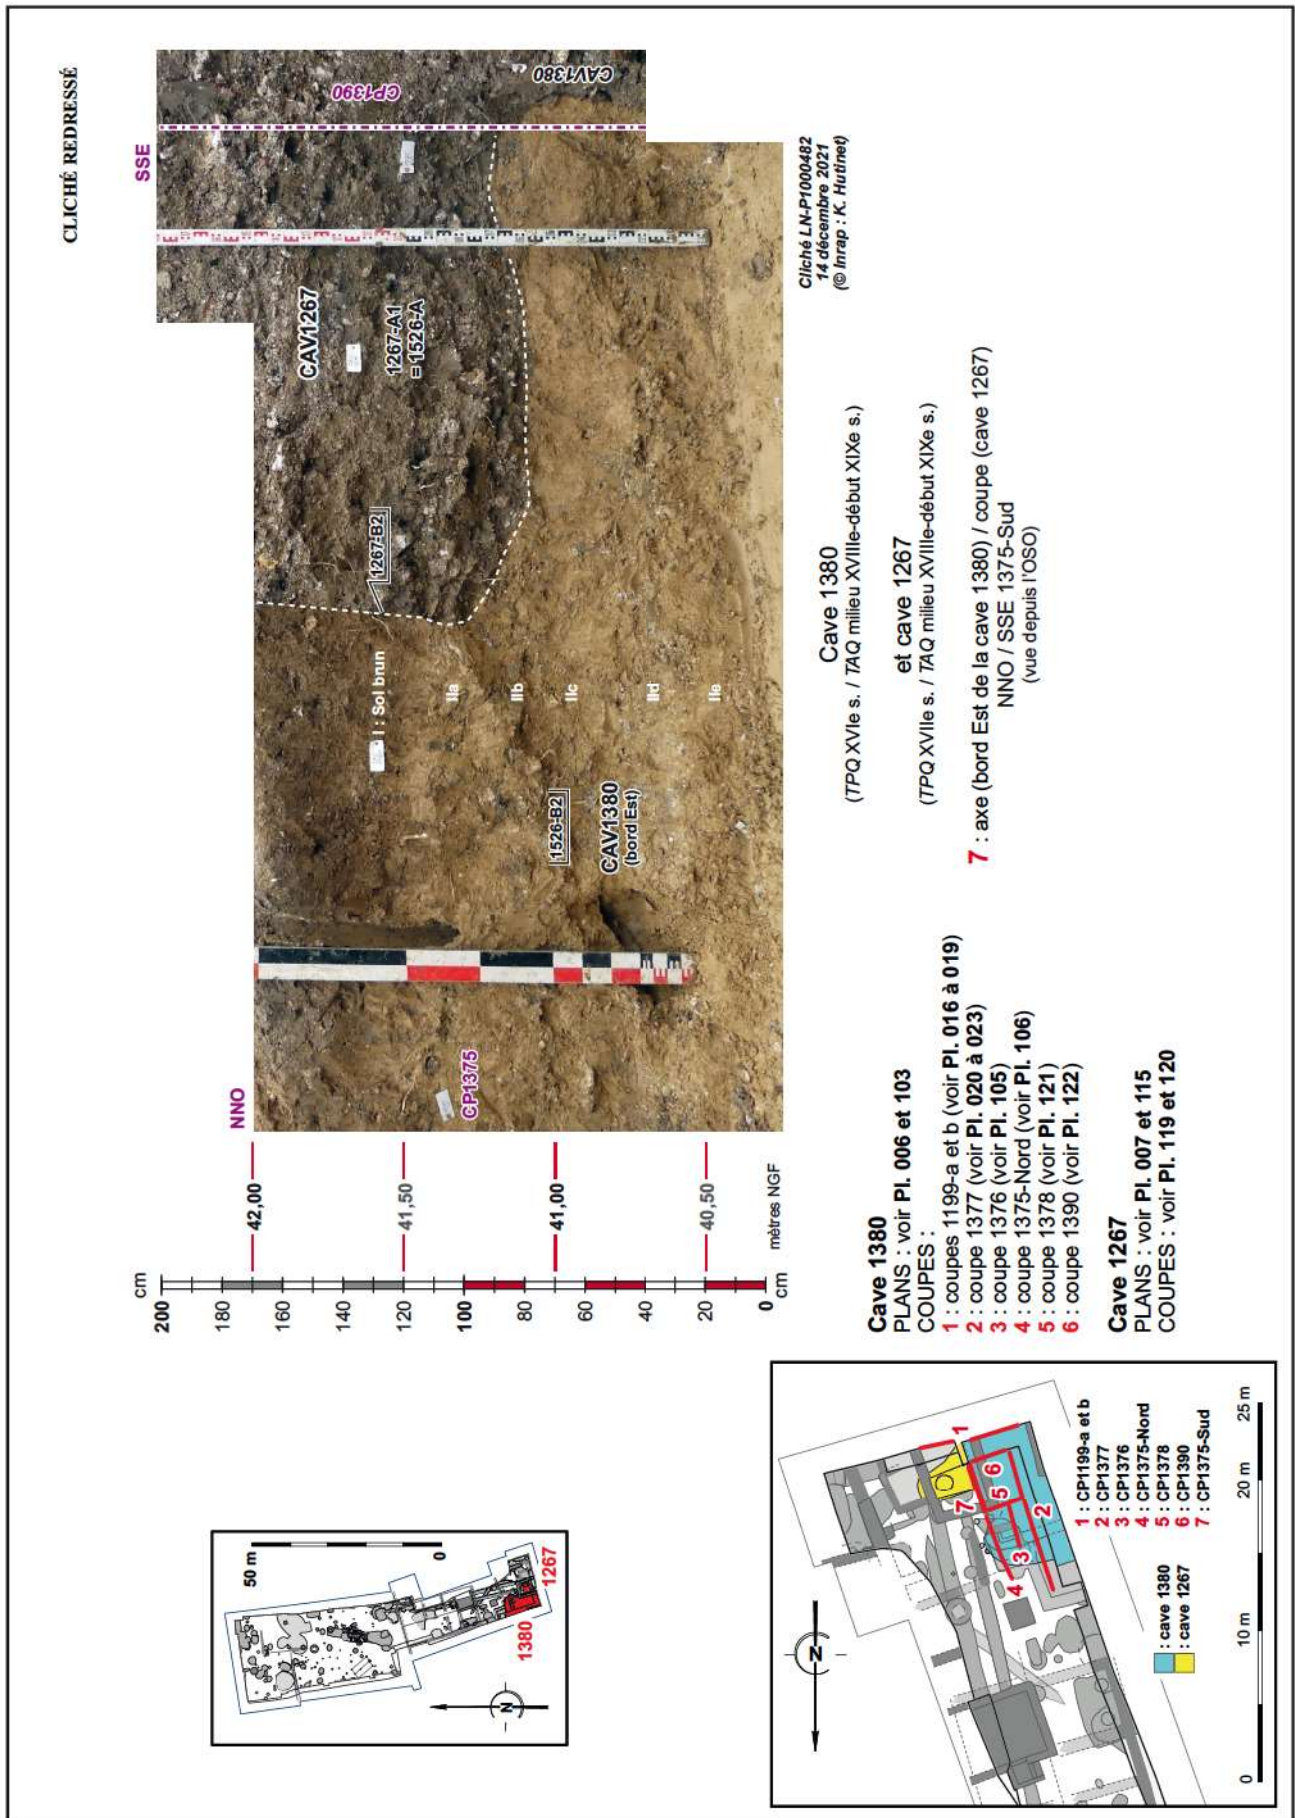 CLICHÉ REDRESSÉ
NNO
SSE
CP1390
CAV1380
CAV1267
1267-A1
= 1526-A
1267-B2
I : Sol brun
IIa
IIb
IIc
IId
IIe
1526-B2
CAV1380
(bord Est)
CP1375
cm
200
180
160
140
120
100
80
60
40
20
0
cm
42,00
41,50
41,00
40,50
mètres NGF
Cliché LN-P1000482
14 décembre 2021
(© Inrap : K. Hutinet)
Cave 1380
(TPQ XVIe s. / TAQ milieu XVIIIe-début XIXe s.)
et cave 1267
(TPQ XVIIe s. / TAQ milieu XVIIIe-début XIXe s.)
7 : axe (bord Est de la cave 1380) / coupe (cave 1267)
NNO / SSE 1375-Sud
(vue depuis l'OSO)
Cave 1380
PLANS : voir Pl. 006 et 103
COUPES :
1 : coupes 1199-a et b (voir Pl. 016 à 019)
2 : coupe 1377 (voir Pl. 020 à 023)
3 : coupe 1376 (voir Pl. 105)
4 : coupe 1375-Nord (voir Pl. 106)
5 : coupe 1378 (voir Pl. 121)
6 : coupe 1390 (voir Pl. 122)
Cave 1267
PLANS : voir Pl. 007 et 115
COUPES : voir Pl. 119 et 120
50 m
0
N
1380
1267
N
1
2
3
4
5
6
7
: cave 1380
: cave 1267
1 : CP1199-a et b
2 : CP1377
3 : CP1376
4 : CP1375-Nord
5 : CP1378
6 : CP1390
7 : CP1375-Sud
0
10 m
20 m
25 m